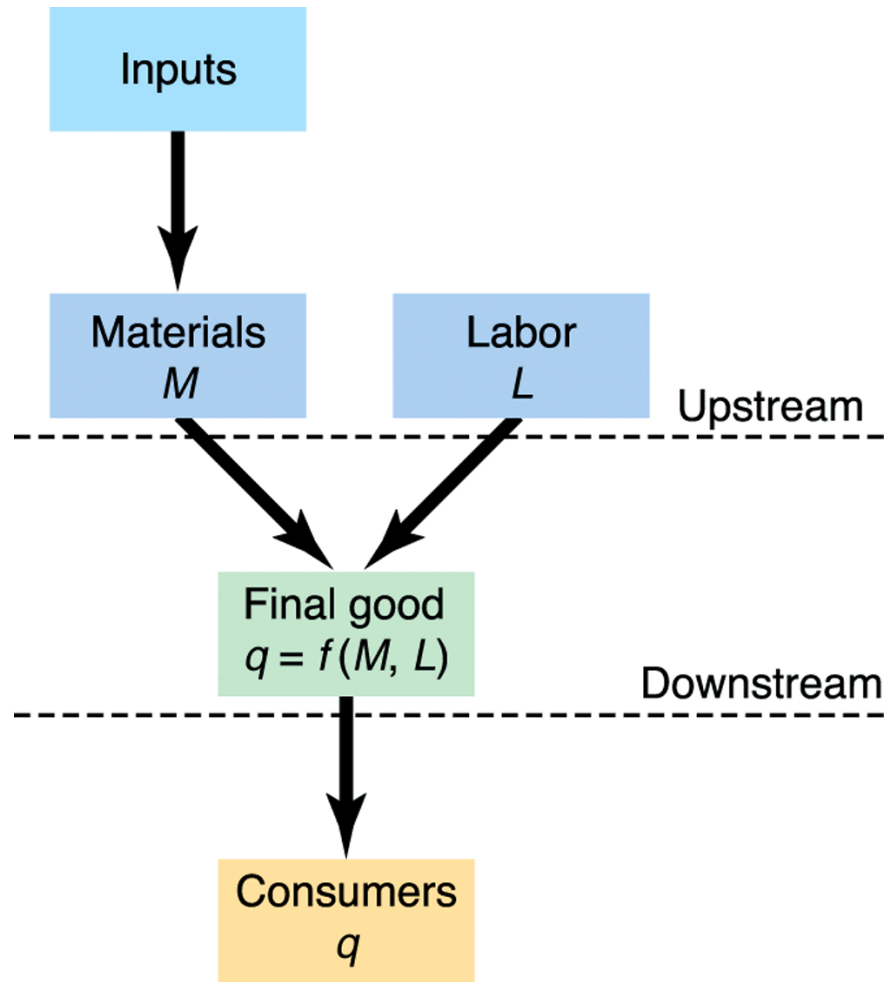 Inputs
Materials
M
Labor
L
Upstream
Final good
q = f (M, L)
Downstream
Consumers
q